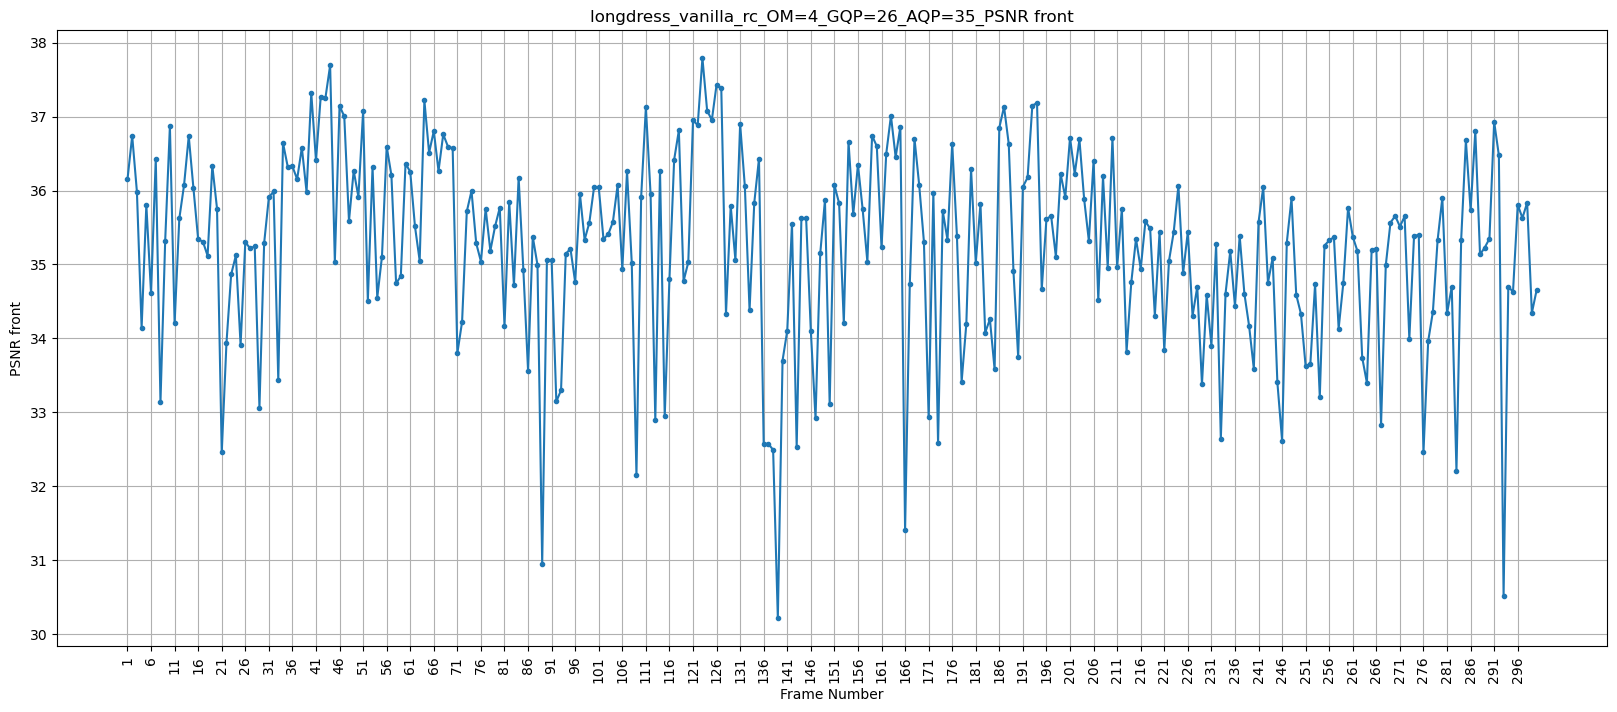 longdress_vanilla_rc_OM=4_GQP=26_AQP=35_PSNR front
PSNR front
38
37
36
35
34
33
32
31
30
1 6 11 16 21 26 31 36 41 46 51 56 61 66 71 76 81 86 91 96 101 106 111 116 121 126 131 136 141 146 151 156 161 166 171 176 181 186 191 196 201 206 211 216 221 226 231 236 241 246 251 256 261 266 271 276 281 286 291 296
Frame Number